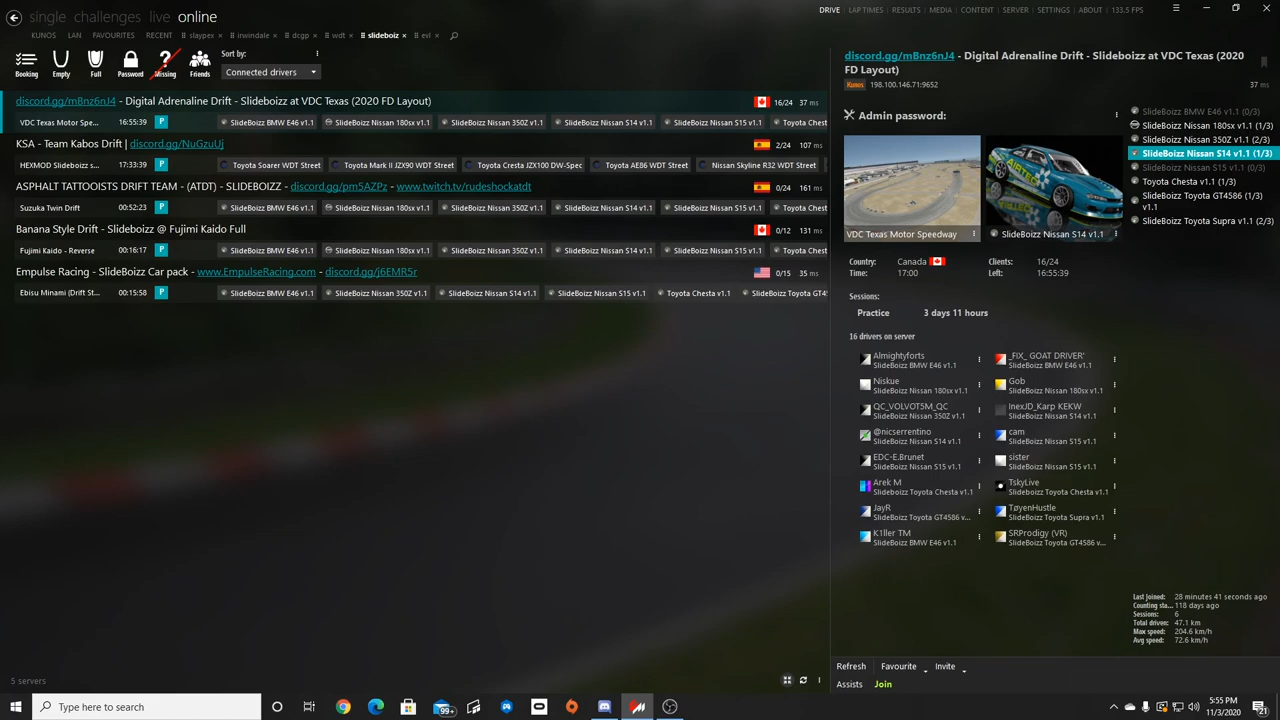 single challenges live online
DRIVE LAP TIMES RESULTS MEDIA CONTENT SERVER SETTINGS ABOUT 133.5 FPS
KUNOS LAN FAVOURITES RECENT slaypex × irwindale × dcgp × wdt × slideboiz × evl ×
Booking Empty Full Password Missing Friends
Sort by:
Connected drivers
discord.gg/mBnz6nJ4 - Digital Adrenaline Drift - Slideboizz at VDC Texas (2020 FD Layout) 16/24 37 ms
VDC Texas Motor Spe... 16:55:39 P SlideBoizz BMW E46 v1.1 SlideBoizz Nissan 180sx v1.1 SlideBoizz Nissan 350Z v1.1 SlideBoizz Nissan S14 v1.1 SlideBoizz Nissan S15 v1.1 Toyota Chest
KSA - Team Kabos Drift | discord.gg/NuGzuUj 2/24 107 ms
HEXMOD Slideboizz s... 17:33:39 P Toyota Soarer WDT Street Toyota Mark II JZX90 WDT Street Toyota Cresta JZX100 DW-Spec Toyota AE86 WDT Street Nissan Skyline R32 WDT Street
ASPHALT TATTOOISTS DRIFT TEAM - (ATDT) - SLIDEBOIZZ - discord.gg/pm5AZPz - www.twitch.tv/rudeshockatdt 0/24 161 ms
Suzuka Twin Drift 00:52:23 P SlideBoizz BMW E46 v1.1 SlideBoizz Nissan 180sx v1.1 SlideBoizz Nissan 350Z v1.1 SlideBoizz Nissan S14 v1.1 SlideBoizz Nissan S15 v1.1 Toyota Chest
Banana Style Drift - Slideboizz @ Fujimi Kaido Full 0/12 131 ms
Fujimi Kaido - Reverse 00:16:17 P SlideBoizz BMW E46 v1.1 SlideBoizz Nissan 180sx v1.1 SlideBoizz Nissan 350Z v1.1 SlideBoizz Nissan S14 v1.1 SlideBoizz Nissan S15 v1.1 Toyota Chest
Empulse Racing - SlideBoizz Car pack - www.EmpulseRacing.com - discord.gg/j6EMR5r 0/15 35 ms
Ebisu Minami (Drift St... 00:15:58 P SlideBoizz BMW E46 v1.1 SlideBoizz Nissan 350Z v1.1 SlideBoizz Nissan S14 v1.1 SlideBoizz Nissan S15 v1.1 Toyota Chesta v1.1 SlideBoizz Toyota GT4
discord.gg/mBnz6nJ4 - Digital Adrenaline Drift - Slideboizz at VDC Texas (2020
FD Layout)
Kunos 198.100.146.71:9652 37 ms
Admin password:
SlideBoizz BMW E46 v1.1 (0/3)
SlideBoizz Nissan 180sx v1.1 (1/3)
SlideBoizz Nissan 350Z v1.1 (2/3)
SlideBoizz Nissan S14 v1.1 (1/3)
SlideBoizz Nissan S15 v1.1 (0/3)
Toyota Chesta v1.1 (1/3)
SlideBoizz Toyota GT4586 (1/3)
v1.1
SlideBoizz Toyota Supra v1.1 (2/3)
AIRTEC
VDC Texas Motor Speedway SlideBoizz Nissan S14 v1.1
Country: Canada Clients: 16/24
Time: 17:00 Left: 16:55:39
Sessions:
Practice 3 days 11 hours
16 drivers on server
Almightyforts _FIX_ GOAT DRIVER'
SlideBoizz BMW E46 v1.1 SlideBoizz BMW E46 v1.1
Niskue Gob
SlideBoizz Nissan 180sx v1.1 SlideBoizz Nissan 180sx v1.1
QC_VOLVOT5M_QC InexJD_Karp KEKW
SlideBoizz Nissan 350Z v1.1 SlideBoizz Nissan S14 v1.1
@nicserrentino cam
SlideBoizz Nissan S14 v1.1 SlideBoizz Nissan S15 v1.1
EDC-E.Brunet sister
SlideBoizz Nissan S15 v1.1 SlideBoizz Nissan S15 v1.1
Arek M TskyLive
Slideboizz Toyota Chesta v1.1 SlideBoizz Toyota Chesta v1.1
JayR TøyenHustle
SlideBoizz Toyota GT4586 v... SlideBoizz Toyota Supra v1.1
K1ller TM SRProdigy (VR)
SlideBoizz BMW E46 v1.1 SlideBoizz Toyota GT4586 v...
Last Joined: 28 minutes 41 seconds ago
Counting sta... 118 days ago
Sessions: 6
Total driven: 47.1 km
Max speed: 204.6 km/h
Avg speed: 72.6 km/h
Refresh Favourite Invite
Assists Join
5 servers
Type here to search
99+
5:55 PM
11/3/2020
21